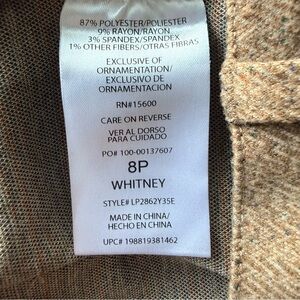 87% POLYESTER/POLIESTER
9% RAYON/RAYON
3% SPANDEX/SPANDEX
1% OTHER FIBERS/OTRAS FIBRAS
EXCLUSIVE OF
ORNAMENTATION/
EXCLUSIVO DE
ORNAMENTACION
RN#15600
CARE ON REVERSE
VER AL DORSO
PARA CUIDADO
PO# 100-00137607
8P
WHITNEY
STYLE# LP2862Y35E
MADE IN CHINA/
HECHO EN CHINA
UPC# 198819381462